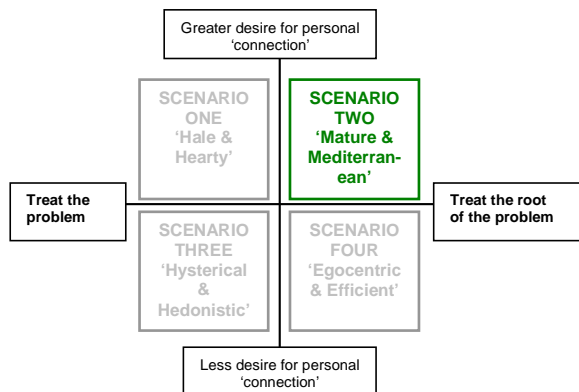 Greater desire for personal
‘connection’
SCENARIO
ONE
‘Hale &
Hearty’
SCENARIO
TWO
‘Mature &
Mediterran-
ean’
Treat the
problem
Treat the root
of the problem
SCENARIO
THREE
‘Hysterical
&
Hedonistic’
SCENARIO
FOUR
‘Egocentric
& Efficient’
Less desire for personal
‘connection’